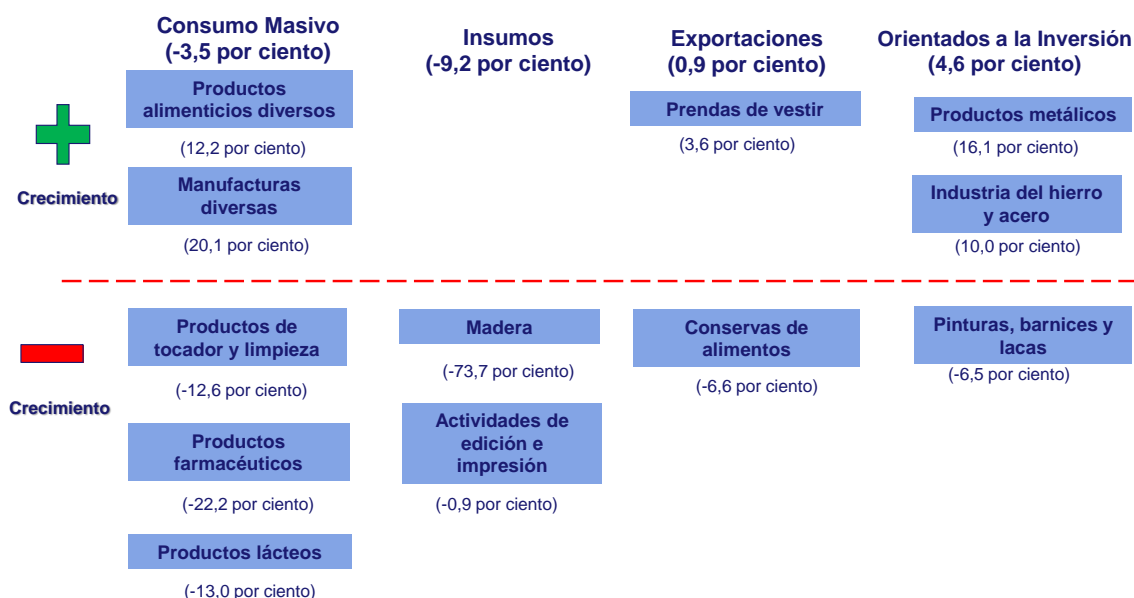 Consumo Masivo
(-3,5 por ciento)
Insumos
(-9,2 por ciento)
Exportaciones
(0,9 por ciento)
Orientados a la Inversión
(4,6 por ciento)
Crecimiento
Productos
alimenticios diversos
(12,2 por ciento)
Manufacturas
diversas
(20,1 por ciento)
Prendas de vestir
(3,6 por ciento)
Productos metálicos
(16,1 por ciento)
Industria del hierro
y acero
(10,0 por ciento)
Crecimiento
Productos de
tocador y limpieza
(-12,6 por ciento)
Productos
farmacéuticos
(-22,2 por ciento)
Productos lácteos
(-13,0 por ciento)
Madera
(-73,7 por ciento)
Actividades de
edición e
impresión
(-0,9 por ciento)
Conservas de
alimentos
(-6,6 por ciento)
Pinturas, barnices y
lacas
(-6,5 por ciento)